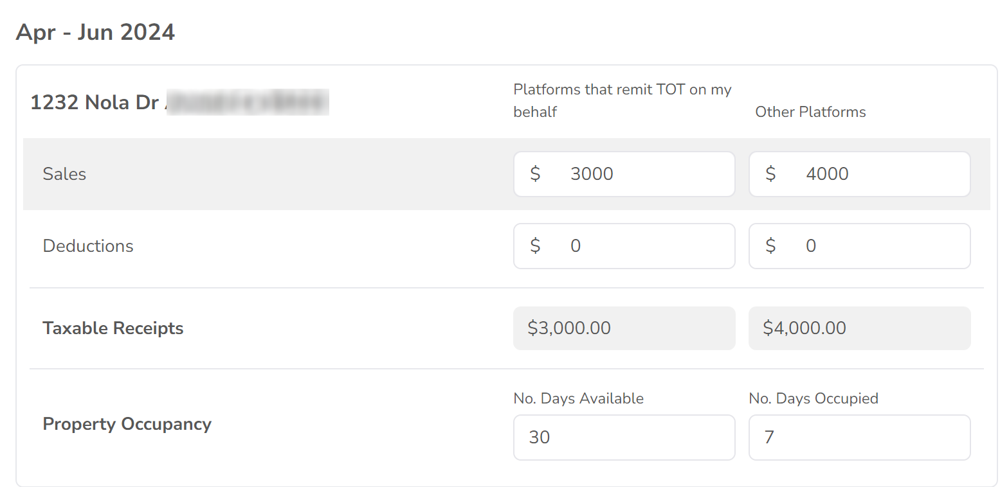 Apr - Jun 2024
1232 Nola Dr
Platforms that remit TOT on my
behalf
Other Platforms
Sales
$ 3000
$ 4000
Deductions
$ 0
$ 0
Taxable Receipts
$3,000.00
$4,000.00
Property Occupancy
No. Days Available
No. Days Occupied
30
7